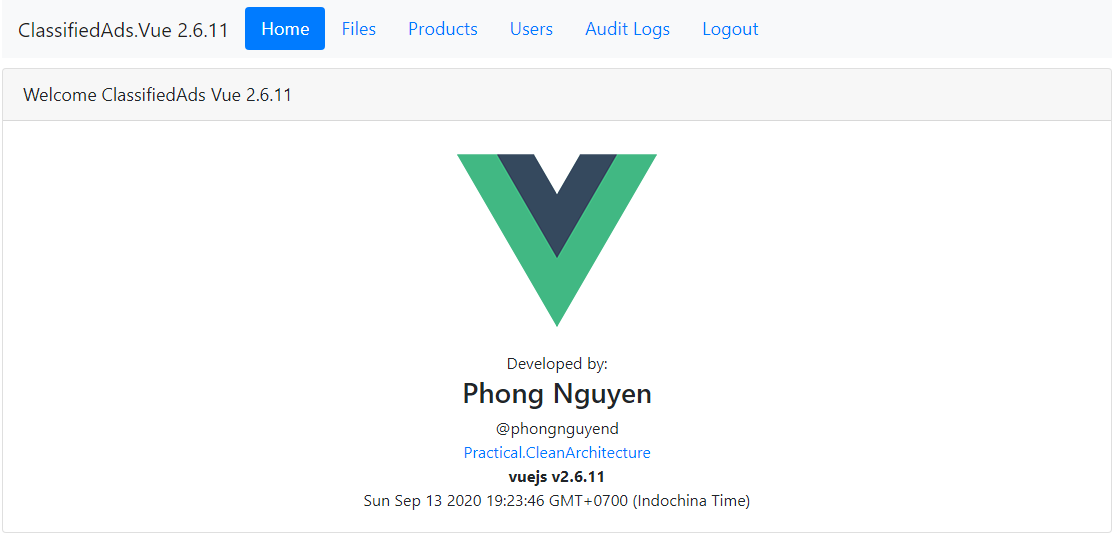 ClassifiedAds.Vue 2.6.11 Home Files Products Users Audit Logs Logout
Welcome ClassifiedAds Vue 2.6.11
Developed by:
Phong Nguyen
@phongnguyend
Practical.CleanArchitecture
vuejs v2.6.11
Sun Sep 13 2020 19:23:46 GMT+0700 (Indochina Time)